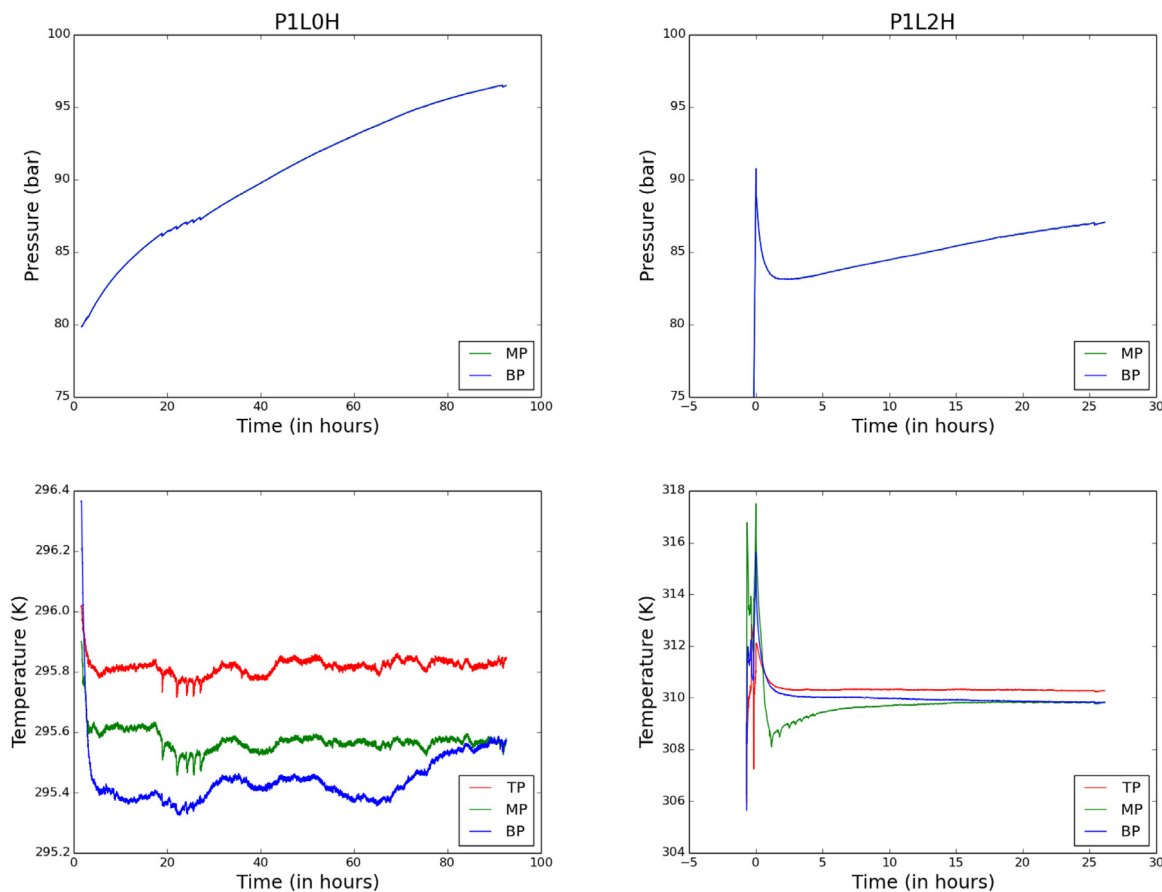 P1L0H
100
95
90
85
80
75
Pressure (bar)
0 20 40 60 80 100
Time (in hours)
MP
BP
P1L2H
100
95
90
85
80
75
Pressure (bar)
−5 0 5 10 15 20 25 30
Time (in hours)
MP
BP
296.4
296.2
296.0
295.8
295.6
295.4
295.2
Temperature (K)
0 20 40 60 80 100
Time (in hours)
TP
MP
BP
318
316
314
312
310
308
306
304
Temperature (K)
−5 0 5 10 15 20 25 30
Time (in hours)
TP
MP
BP